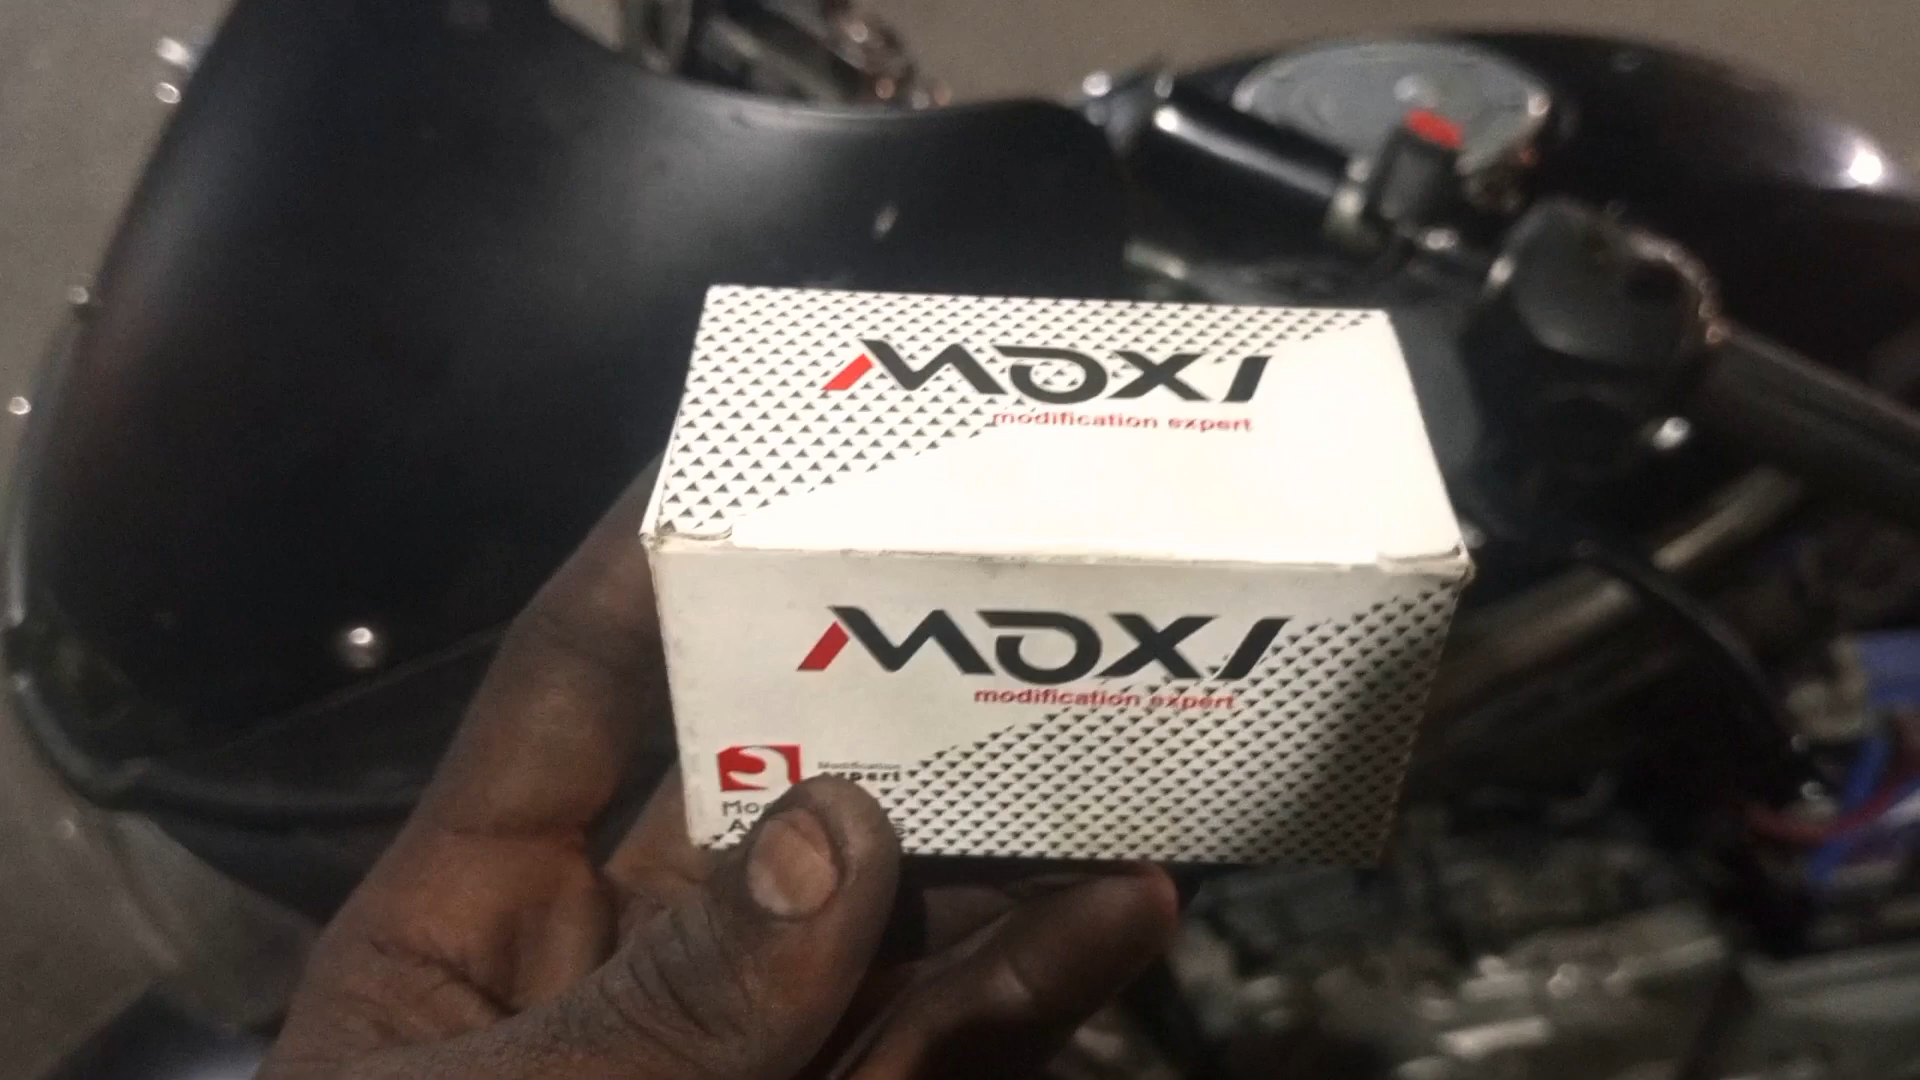 MOXI
modification expert
MOXI
modification expert
Modification
expert